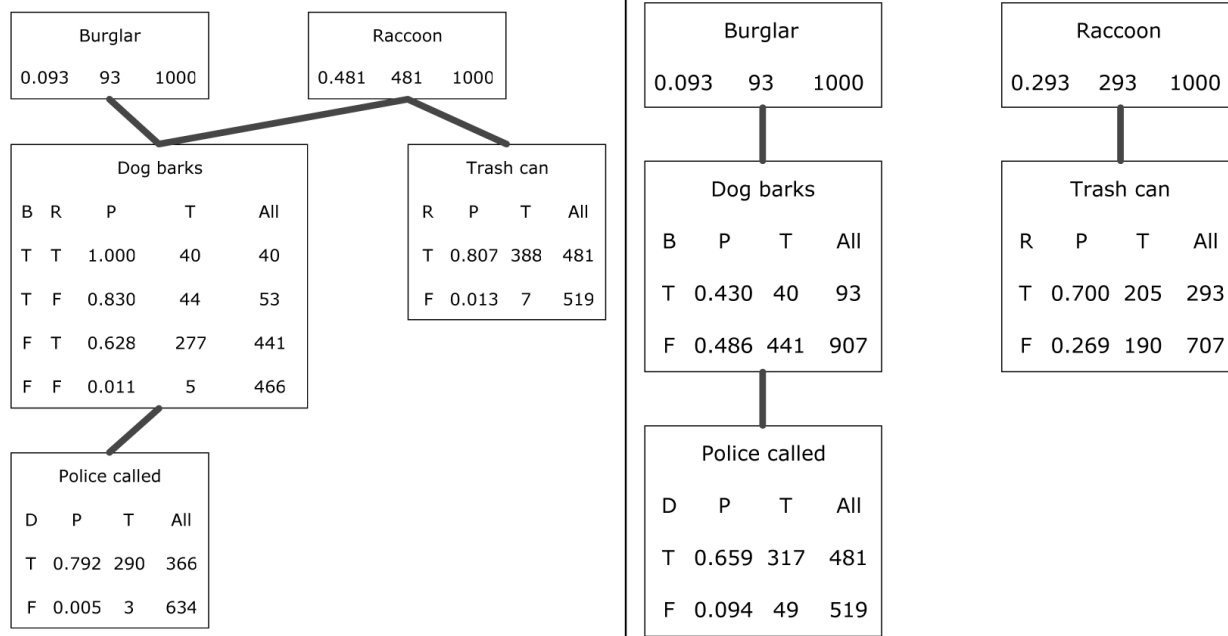 Burglar
0.093 93 1000
Raccoon
0.481 481 1000
Dog barks
B R P T All
T T 1.000 40 40
T F 0.830 44 53
F T 0.628 277 441
F F 0.011 5 466
Trash can
R P T All
T 0.807 388 481
F 0.013 7 519
Police called
D P T All
T 0.792 290 366
F 0.005 3 634
Burglar
0.093 93 1000
Raccoon
0.293 293 1000
Dog barks
B P T All
T 0.430 40 93
F 0.486 441 907
Trash can
R P T All
T 0.700 205 293
F 0.269 190 707
Police called
D P T All
T 0.659 317 481
F 0.094 49 519